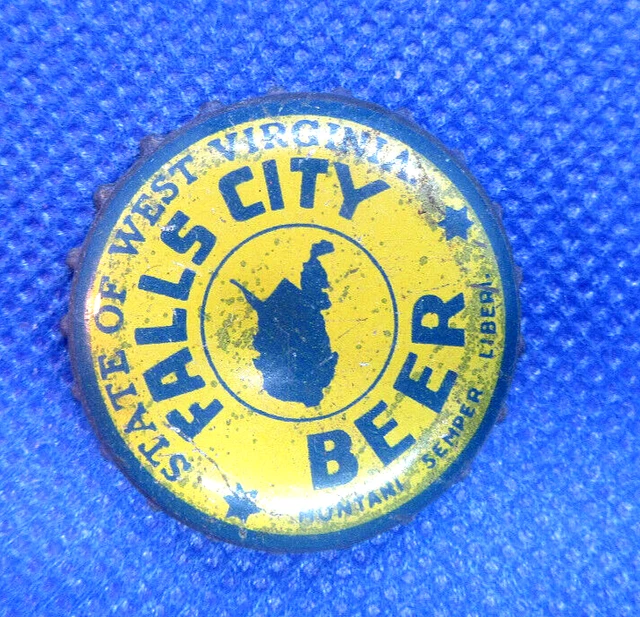 STATE OF WEST VIRGINIA
FALLS CITY
BEER
MONTANI SEMPER LIBERI